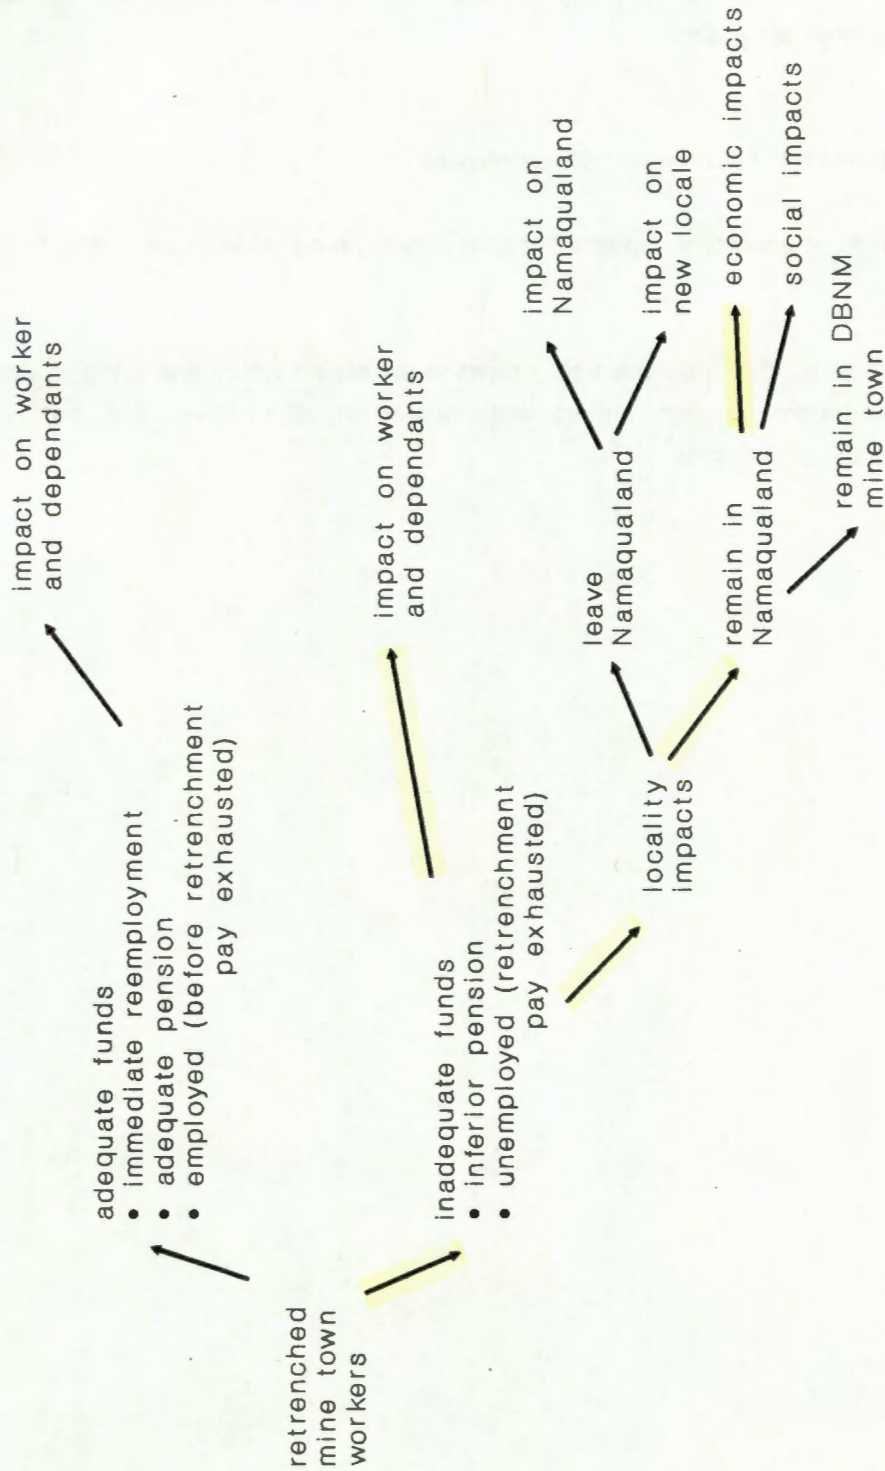 retrenched
mine town
workers
adequate funds
• immediate reemployment
• adequate pension
• employed (before retrenchment
pay exhausted)
impact on worker
and dependants
inadequate funds
• inferior pension
• unemployed (retrenchment
pay exhausted)
impact on worker
and dependants
locality
impacts
leave
Namaqualand
impact on
Namaqualand
impact on
new locale
remain in
Namaqualand
economic impacts
social impacts
remain in DBNM
mine town